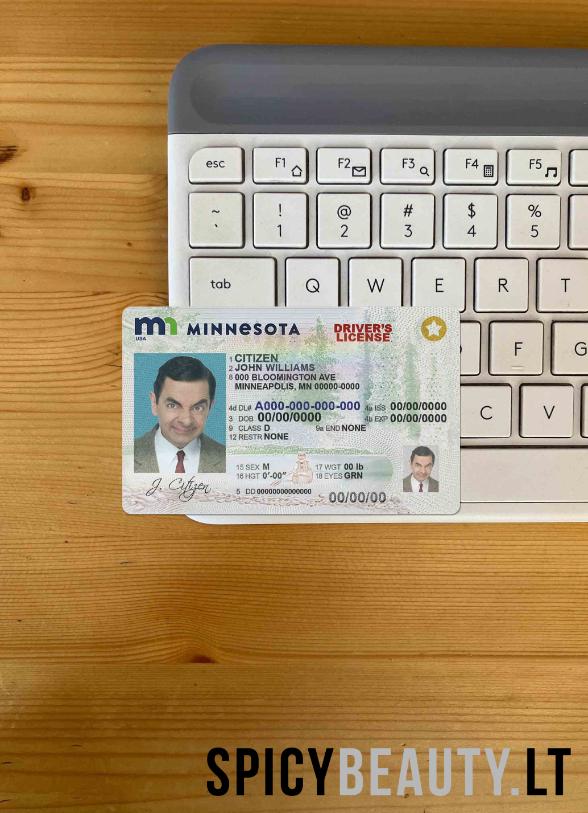 esc F1 F2 F3 F4 F5
~ ! @ # $ %
` 1 2 3 4 5
tab Q W E R T
F G
C V
mn MINNESOTA DRIVER'S
USA LICENSE
1 CITIZEN
2 JOHN WILLIAMS
8 000 BLOOMINGTON AVE
MINNEAPOLIS, MN 00000-0000
4d DL# A000-000-000-000 4a ISS 00/00/0000
3 DOB 00/00/0000 4b EXP 00/00/0000
9 CLASS D 9a END NONE
12 RESTR NONE
15 SEX M 17 WGT 00 lb
16 HGT 0'-00" 18 EYES GRN
J. Citizen
5 DD 00000000000000 00/00/00
SPICYBEAUTY.LT